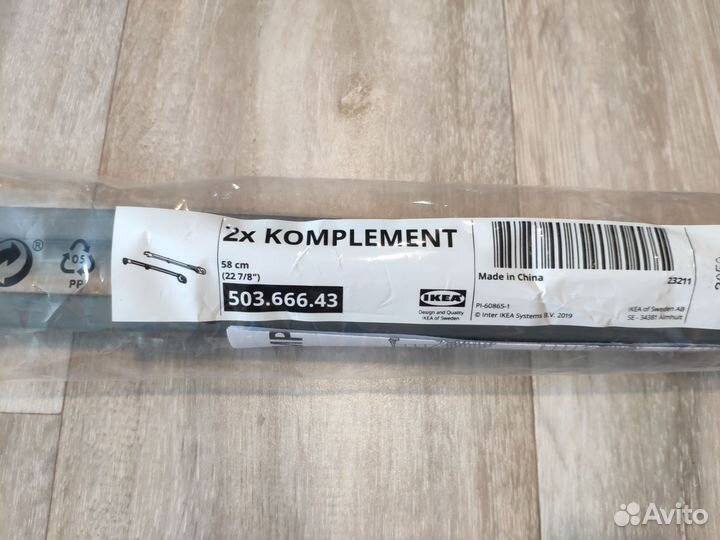 ®
05
PP
2x KOMPLEMENT
58 cm
(22 7/8")
503.666.43
IKEA
Design and Quality
IKEA of Sweden
Made in China
23211
PI-60865-1
© Inter IKEA Systems B.V. 2019
IKEA of Sweden AB
SE - 34381 Älmhult
Avito